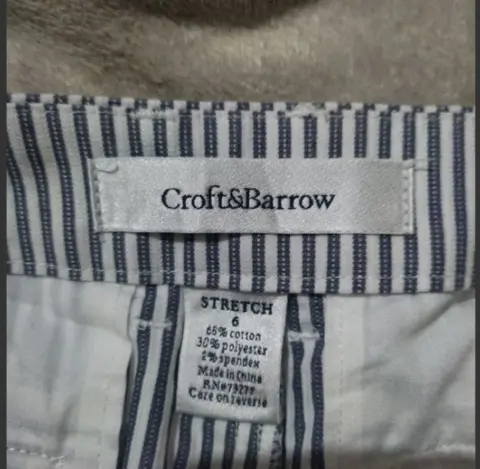 Croft&Barrow
STRETCH
6
68% cotton
30% polyester
2% spandex
Made in China
Care on reverse